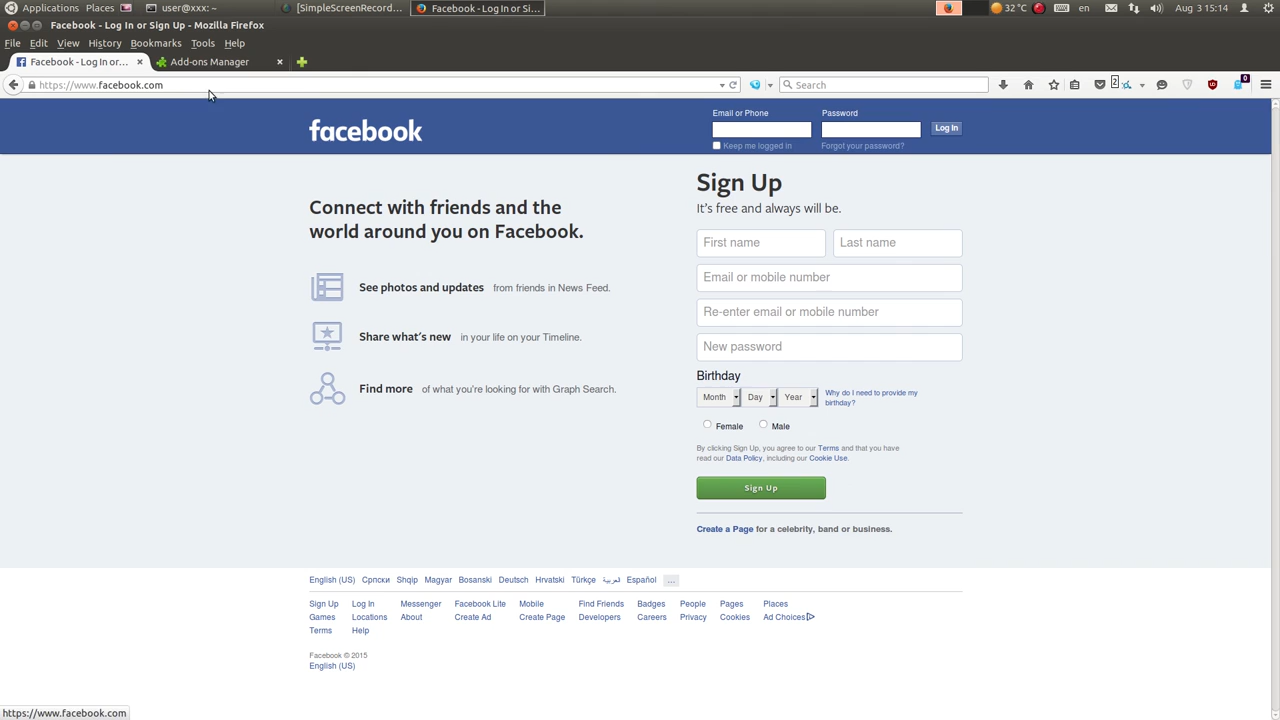 Applications Places user@xxx: ~ [SimpleScreenRecord... Facebook - Log In or Si... 32 °C en Aug 3 15:14
Facebook - Log In or Sign Up - Mozilla Firefox
File Edit View History Bookmarks Tools Help
Facebook - Log In or... Add-ons Manager
https://www.facebook.com Search 2 0
Email or Phone Password
facebook Log In
Keep me logged in Forgot your password?
Sign Up
It's free and always will be.
Connect with friends and the
world around you on Facebook.
First name Last name
Email or mobile number
See photos and updates from friends in News Feed.
Re-enter email or mobile number
Share what's new in your life on your Timeline.
New password
Birthday
Find more of what you're looking for with Graph Search.
Month Day Year Why do I need to provide my
birthday?
Female Male
By clicking Sign Up, you agree to our Terms and that you have
read our Data Policy, including our Cookie Use.
Sign Up
Create a Page for a celebrity, band or business.
English (US) Српски Shqip Magyar Bosanski Deutsch Hrvatski Türkçe العربية Español ...
Sign Up Log In Messenger Facebook Lite Mobile Find Friends Badges People Pages Places
Games Locations About Create Ad Create Page Developers Careers Privacy Cookies Ad Choices
Terms Help
Facebook © 2015
English (US)
https://www.facebook.com